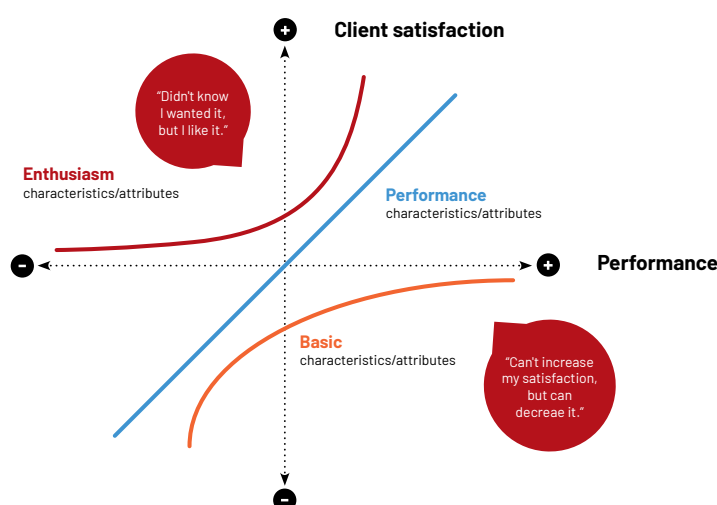 +
Client satisfaction
“Didn't know
I wanted it,
but I like it.”
Enthusiasm
characteristics/attributes
Performance
characteristics/attributes
-
+
Performance
Basic
characteristics/attributes
“Can't increase
my satisfaction,
but can
decreae it.”
-